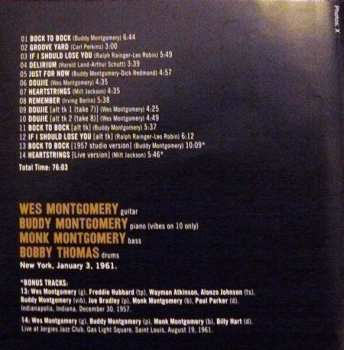 Phono: X
01 BOCK TO BOCK (Buddy Montgomery) 6:44
02 GROOVE YARD (Carl Perkins) 3:00
03 IF I SHOULD LOSE YOU (Ralph Rainger-Leo Robin) 5:49
04 DELIRIUM (Harold Land-Arthur Schutt) 3:39
05 JUST FOR NOW (Buddy Montgomery-Dick Redmond) 4:57
06 DOUJIE (Wes Montgomery) 4:35
07 HEARTSTRINGS (Milt Jackson) 4:35
08 REMEMBER (Irving Berlin) 5:38
09 DOUJIE [alt tk 1 (take 7)] (Wes Montgomery) 4:25
10 DOUJIE [alt tk 2 (take 8)] (Wes Montgomery) 4:29
11 BOCK TO BOCK [alt tk] (Buddy Montgomery) 5:37
12 IF I SHOULD LOSE YOU [alt tk] (Ralph Rainger-Leo Robin) 6:12
13 BOCK TO BOCK [1957 studio version] (Buddy Montgomery) 10:09*
14 HEARTSTRINGS [Live version] (Milt Jackson) 5:46*
Total Time: 76:03
WES MONTGOMERY guitar
BUDDY MONTGOMERY piano (vibes on 10 only)
MONK MONTGOMERY bass
BOBBY THOMAS drums
New York, January 3, 1961.
*BONUS TRACKS:
13: Wes Montgomery (g), Freddie Hubbard (tp), Wayman Atkinson, Alonzo Johnson (ts),
Buddy Montgomery (vib), Joe Bradley (p), Monk Montgomery (b), Paul Parker (d).
Indianapolis, Indiana, December 30, 1957.
14: Wes Montgomery (g), Buddy Montgomery (p), Monk Montgomery (b), Billy Hart (d).
Live at Jorgies Jazz Club, Gas Light Square, Saint Louis, August 19, 1961.